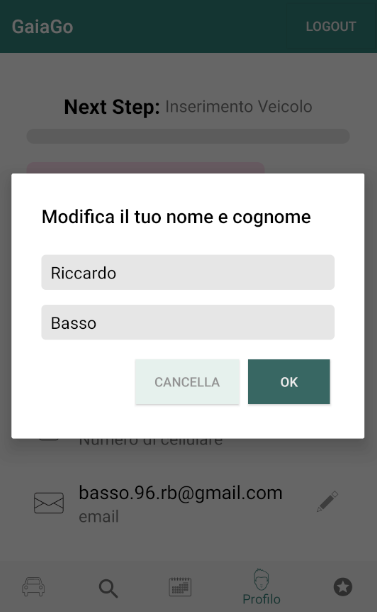 GaiaGo LOGOUT
Next Step: Inserimento Veicolo
Modifica il tuo nome e cognome
Riccardo
Basso
CANCELLA OK
Numero di cellulare
basso.96.rb@gmail.com
email
Profilo